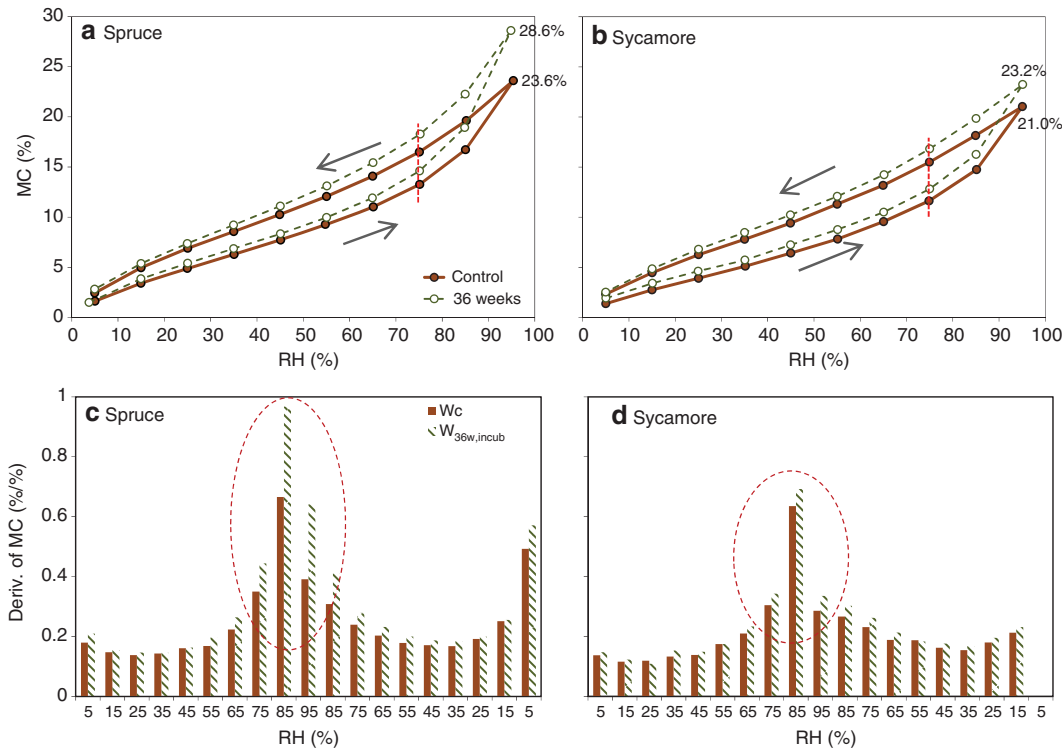 a Spruce
28.6%
23.6%
MC (%)
30
25
20
15
10
5
0
Control
36 weeks
0 10 20 30 40 50 60 70 80 90 100
RH (%)
b Sycamore
23.2%
21.0%
0 10 20 30 40 50 60 70 80 90 100
RH (%)
c Spruce
Wc
W36w,incub
Deriv. of MC (%/%)
1
0.8
0.6
0.4
0.2
0
5 15 25 35 45 55 65 75 85 95 85 75 65 55 45 35 25 15 5
RH (%)
d Sycamore
5 15 25 35 45 55 65 75 85 95 85 75 65 55 45 35 25 15 5
RH (%)